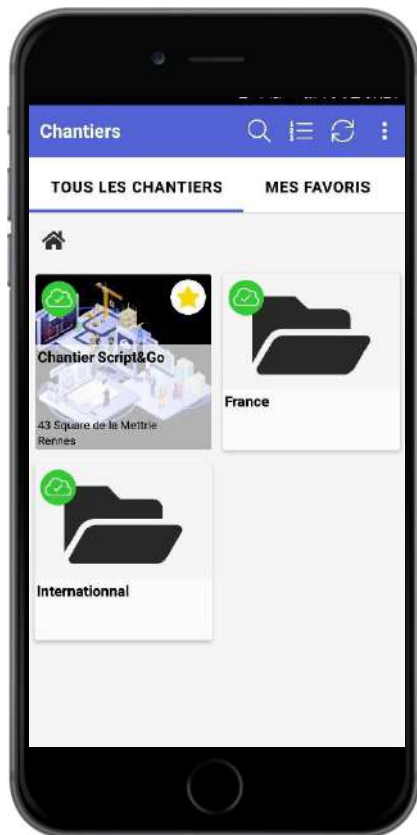 Chantiers
TOUS LES CHANTIERS MES FAVORIS
Chantier Script&Go
43 Square de la Mettrie
Rennes
France
Internationnal